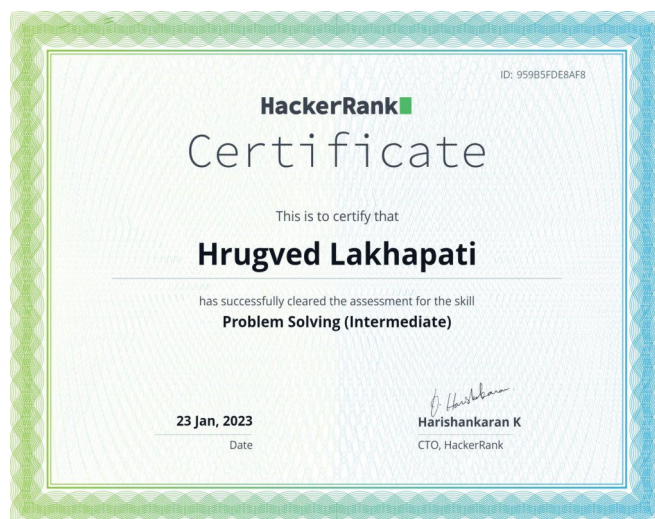 ID: 959B5FDE8AF8
HackerRank
Certificate
This is to certify that
Hrugved Lakhapati
has successfully cleared the assessment for the skill
Problem Solving (Intermediate)
23 Jan, 2023
Date
Harishankaran K
CTO, HackerRank